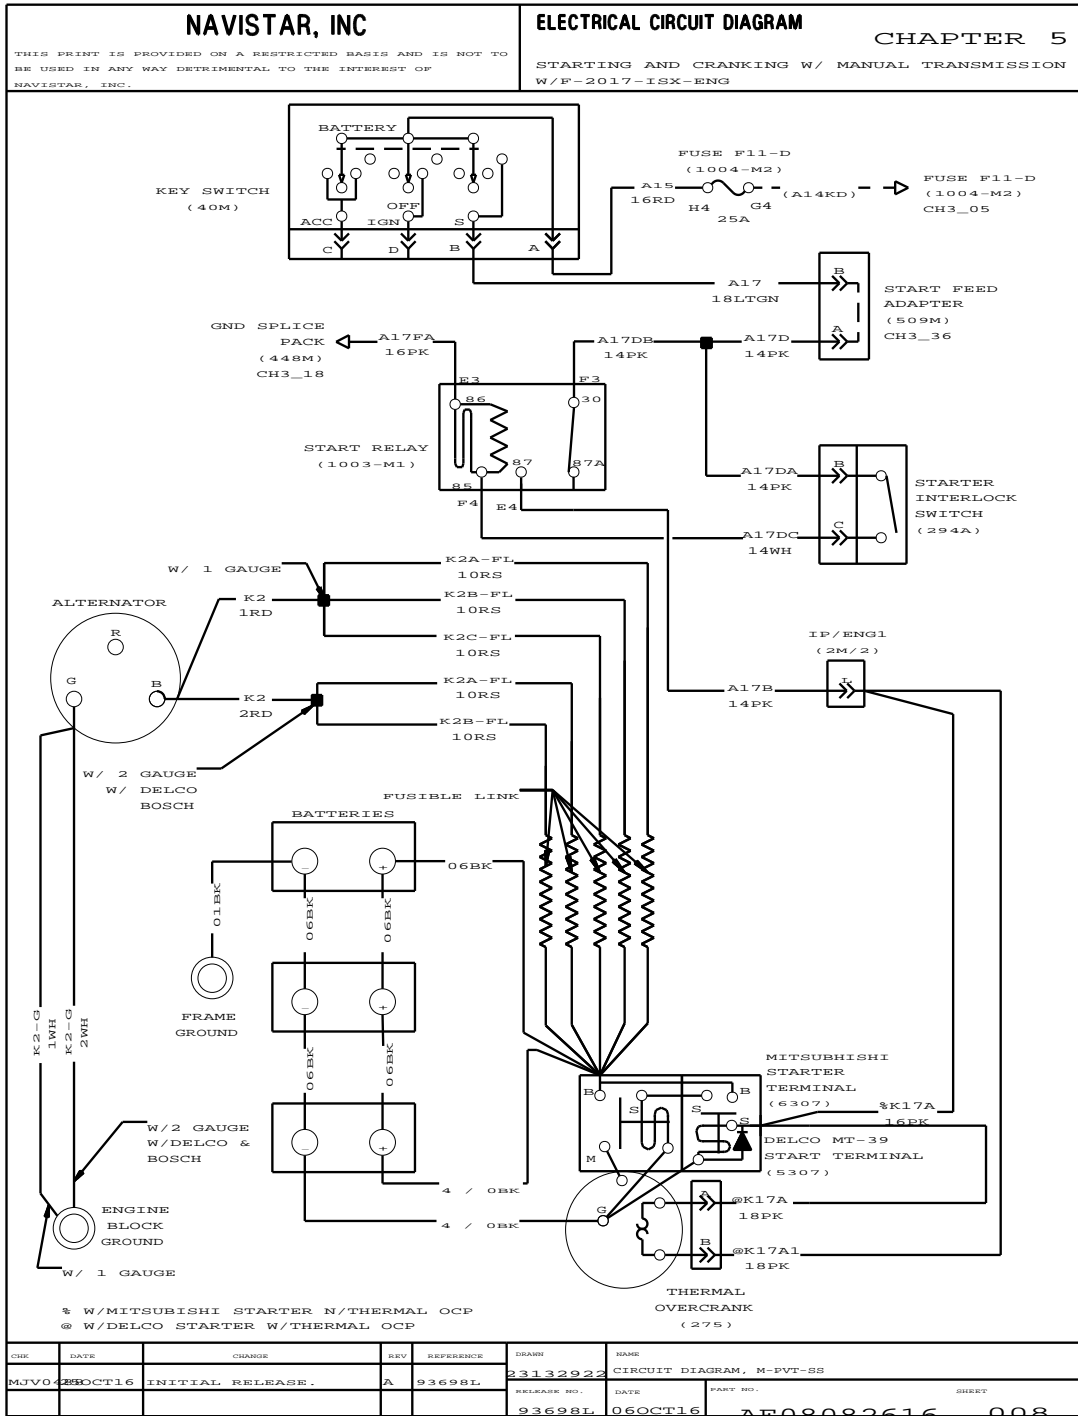 NAVISTAR, INC
THIS PRINT IS PROVIDED ON A RESTRICTED BASIS AND IS NOT TO
BE USED IN ANY WAY DETRIMENTAL TO THE INTEREST OF
NAVISTAR, INC.
ELECTRICAL CIRCUIT DIAGRAM
CHAPTER 5
STARTING AND CRANKING W/ MANUAL TRANSMISSION
W/F-2017-ISX-ENG
BATTERY
KEY SWITCH
(40M)
OFF
ACC
IGN
S
C
D
B
A
FUSE F11-D
(1004-M2)
A15
16RD
H4
G4
25A
(A14KD)
FUSE F11-D
(1004-M2)
CH3_05
A17
18LTGN
B
A
START FEED
ADAPTER
(509M)
CH3_36
GND SPLICE
PACK
(448M)
CH3_18
A17FA
16PK
A17DB
14PK
A17D
14PK
E3
F3
86
30
START RELAY
(1003-M1)
87
87A
85
F4
E4
A17DA
14PK
B
C
STARTER
INTERLOCK
SWITCH
(294A)
A17DC
14WH
W/ 1 GAUGE
K2A-FL
10RS
ALTERNATOR
K2
1RD
K2B-FL
10RS
R
K2C-FL
10RS
IP/ENG1
(2M/2)
G
B
K2
2RD
K2A-FL
10RS
A17B
14PK
L
K2B-FL
10RS
W/ 2 GAUGE
W/ DELCO
BOSCH
FUSIBLE LINK
BATTERIES
-
+
06BK
01BK
06BK
06BK
-
+
FRAME
GROUND
K2-G
1WH
K2-G
2WH
06BK
06BK
-
+
MITSUBHISHI
STARTER
TERMINAL
(6307)
B
S
S
B
S
M
%K17A
16PK
W/2 GAUGE
W/DELCO &
BOSCH
DELCO MT-39
START TERMINAL
(5307)
4 / 0BK
4 / 0BK
G
A
@K17A
18PK
B
@K17A1
18PK
ENGINE
BLOCK
GROUND
W/ 1 GAUGE
THERMAL
OVERCRANK
(275)
% W/MITSUBISHI STARTER N/THERMAL OCP
@ W/DELCO STARTER W/THERMAL OCP
CHK
DATE
CHANGE
REV
REFERENCE
DRAWN
NAME
23132922
CIRCUIT DIAGRAM, M-PVT-SS
INITIAL RELEASE.
A
93698L
RELEASE NO.
DATE
PART NO.
SHEET
93698L
06OCT16
AF08082616
008